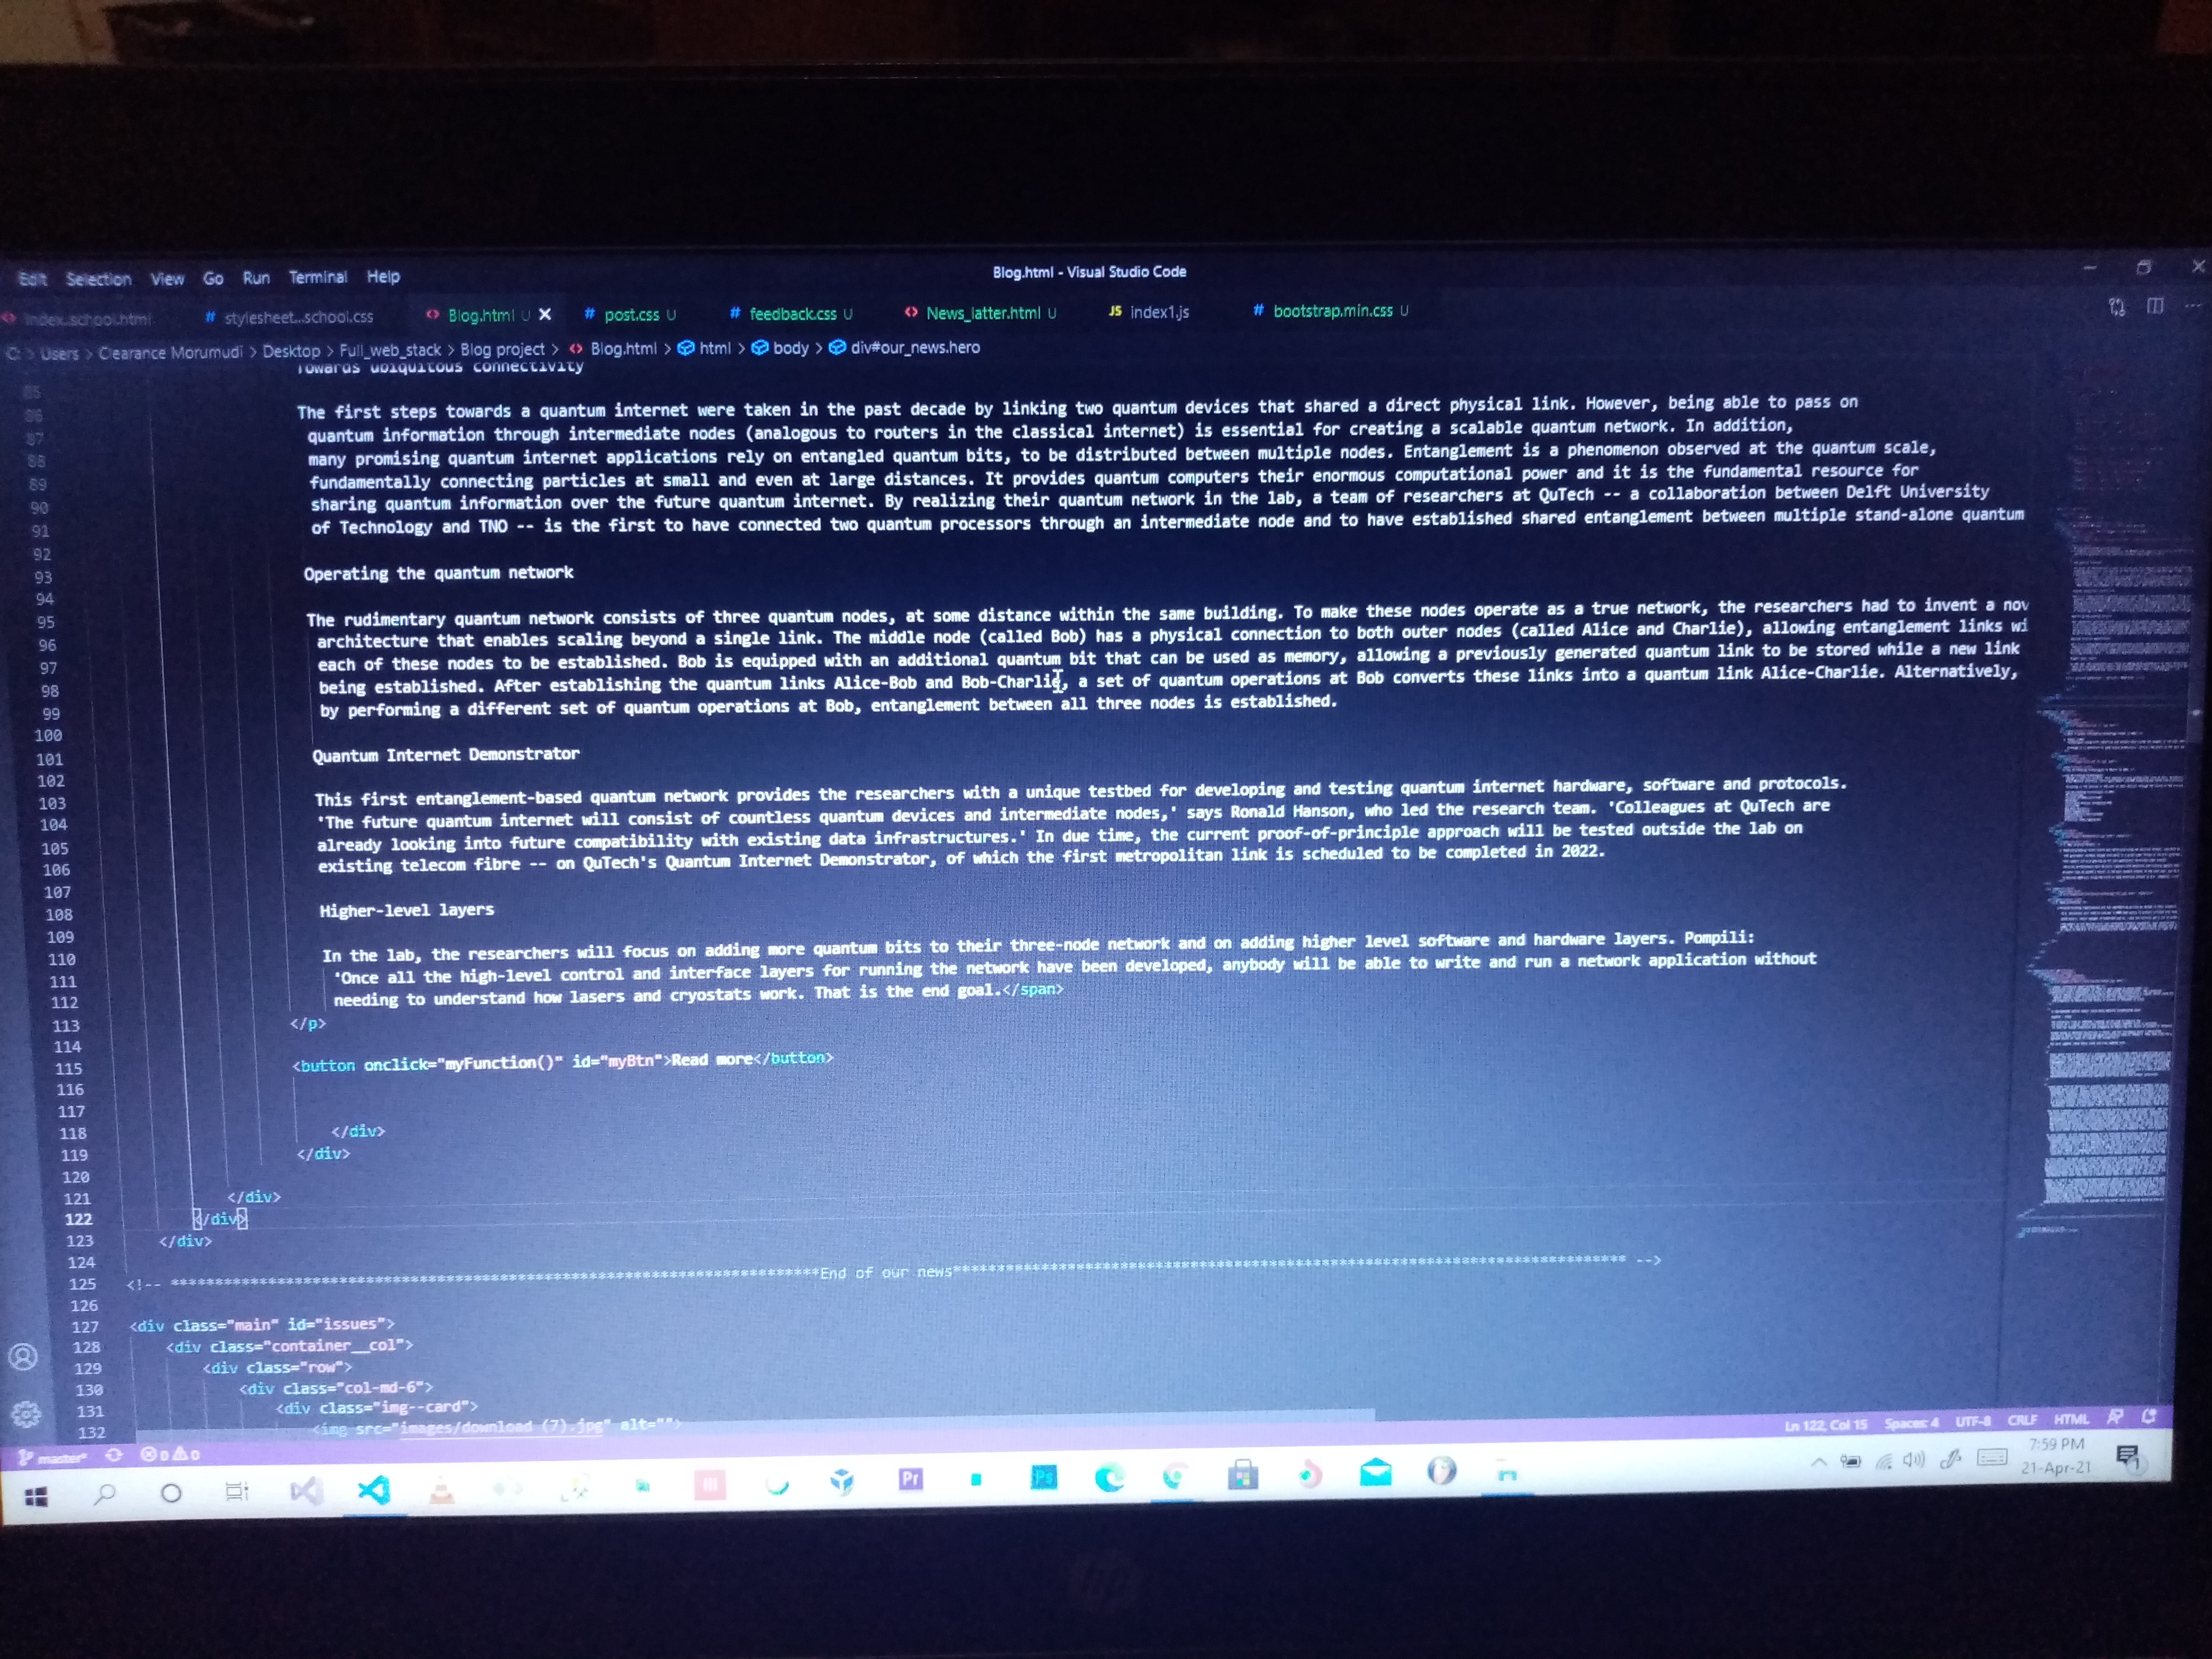 Edit Selection View Go Run Terminal Help
Blog.html - Visual Studio Code
index..school.html
# stylesheet...school.css
<> Blog.html U
# post.css U
# feedback.css U
<> News_latter.html U
JS index1.js
# bootstrap.min.css U
C: > Users > Clearance Morumudi > Desktop > Full_web_stack > Blog project > <> Blog.html > html > body > div#our_news.hero
Towards ubiquitous connectivity
85
86 The first steps towards a quantum internet were taken in the past decade by linking two quantum devices that shared a direct physical link. However, being able to pass on
87 quantum information through intermediate nodes (analogous to routers in the classical internet) is essential for creating a scalable quantum network. In addition,
88 many promising quantum internet applications rely on entangled quantum bits, to be distributed between multiple nodes. Entanglement is a phenomenon observed at the quantum scale,
89 fundamentally connecting particles at small and even at large distances. It provides quantum computers their enormous computational power and it is the fundamental resource for
90 sharing quantum information over the future quantum internet. By realizing their quantum network in the lab, a team of researchers at QuTech -- a collaboration between Delft University
91 of Technology and TNO -- is the first to have connected two quantum processors through an intermediate node and to have established shared entanglement between multiple stand-alone quantum
92
93 Operating the quantum network
94
95 The rudimentary quantum network consists of three quantum nodes, at some distance within the same building. To make these nodes operate as a true network, the researchers had to invent a nov
96 architecture that enables scaling beyond a single link. The middle node (called Bob) has a physical connection to both outer nodes (called Alice and Charlie), allowing entanglement links wi
97 each of these nodes to be established. Bob is equipped with an additional quantum bit that can be used as memory, allowing a previously generated quantum link to be stored while a new link
98 being established. After establishing the quantum links Alice-Bob and Bob-Charlie, a set of quantum operations at Bob converts these links into a quantum link Alice-Charlie. Alternatively,
99 by performing a different set of quantum operations at Bob, entanglement between all three nodes is established.
100
101 Quantum Internet Demonstrator
102
103 This first entanglement-based quantum network provides the researchers with a unique testbed for developing and testing quantum internet hardware, software and protocols.
104 'The future quantum internet will consist of countless quantum devices and intermediate nodes,' says Ronald Hanson, who led the research team. 'Colleagues at QuTech are
105 already looking into future compatibility with existing data infrastructures.' In due time, the current proof-of-principle approach will be tested outside the lab on
106 existing telecom fibre -- on QuTech's Quantum Internet Demonstrator, of which the first metropolitan link is scheduled to be completed in 2022.
107
108 Higher-level layers
109
110 In the lab, the researchers will focus on adding more quantum bits to their three-node network and on adding higher level software and hardware layers. Pompili:
111 'Once all the high-level control and interface layers for running the network have been developed, anybody will be able to write and run a network application without
112 needing to understand how lasers and cryostats work. That is the end goal.</span>
113 </p>
114
115 <button onclick="myFunction()" id="myBtn">Read more</button>
116
117
118 </div>
119 </div>
120
121 </div>
122 </div>
123 </div>
124
125 <!-- ****************End of our news**************** -->
126
127 <div class="main" id="issues">
128 <div class="container__col">
129 <div class="row">
130 <div class="col-md-6">
131 <div class="img--card">
132 <img src="images/download (7).jpg" alt="">
master* 0 0
Ln 122, Col 15 Spaces: 4 UTF-8 CRLF HTML
Pr
Ps
7:59 PM
21-Apr-21
1
hp